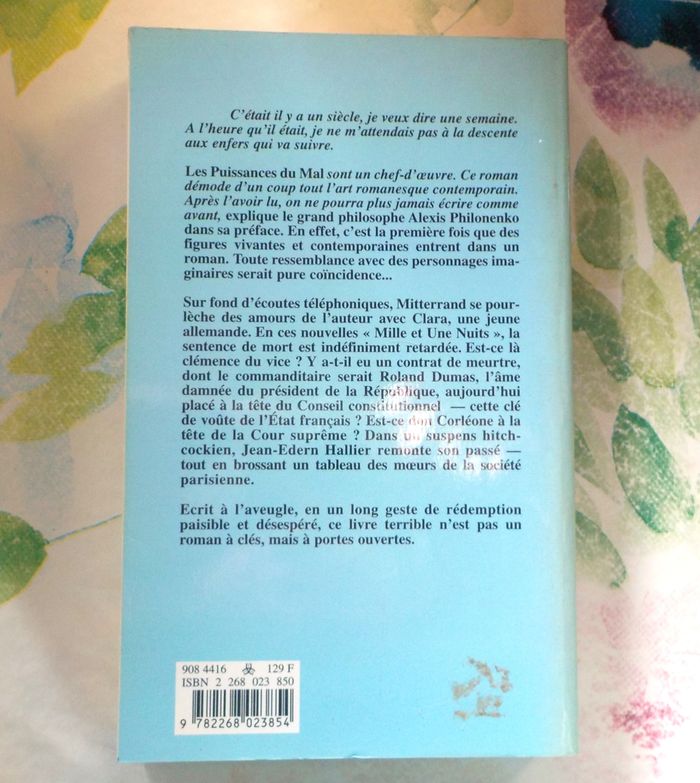 C'était il y a un siècle, je veux dire une semaine.
A l'heure qu'il était, je ne m'attendais pas à la descente
aux enfers qui va suivre.
Les Puissances du Mal sont un chef-d'œuvre. Ce roman
démode d'un coup tout l'art romanesque contemporain.
Après l'avoir lu, on ne pourra plus jamais écrire comme
avant, explique le grand philosophe Alexis Philonenko
dans sa préface. En effet, c'est la première fois que des
figures vivantes et contemporaines entrent dans un
roman. Toute ressemblance avec des personnages ima-
ginaires serait pure coïncidence...
Sur fond d'écoutes téléphoniques, Mitterrand se pour-
lèche des amours de l'auteur avec Clara, une jeune
allemande. En ces nouvelles « Mille et Une Nuits », la
sentence de mort est indéfiniment retardée. Est-ce là
clémence du vice ? Y a-t-il eu un contrat de meurtre,
dont le commanditaire serait Roland Dumas, l'âme
damnée du président de la République, aujourd'hui
placé à la tête du Conseil constitutionnel — cette clé
de voûte de l'État français ? Est-ce don Corléone à la
tête de la Cour suprême ? Dans un suspens hitch-
cockien, Jean-Edern Hallier remonte son passé —
tout en brossant un tableau des mœurs de la société
parisienne.
Ecrit à l'aveugle, en un long geste de rédemption
paisible et désespéré, ce livre terrible n'est pas un
roman à clés, mais à portes ouvertes.
908 4416 129 F
ISBN 2 268 023 850
9 782268 023854